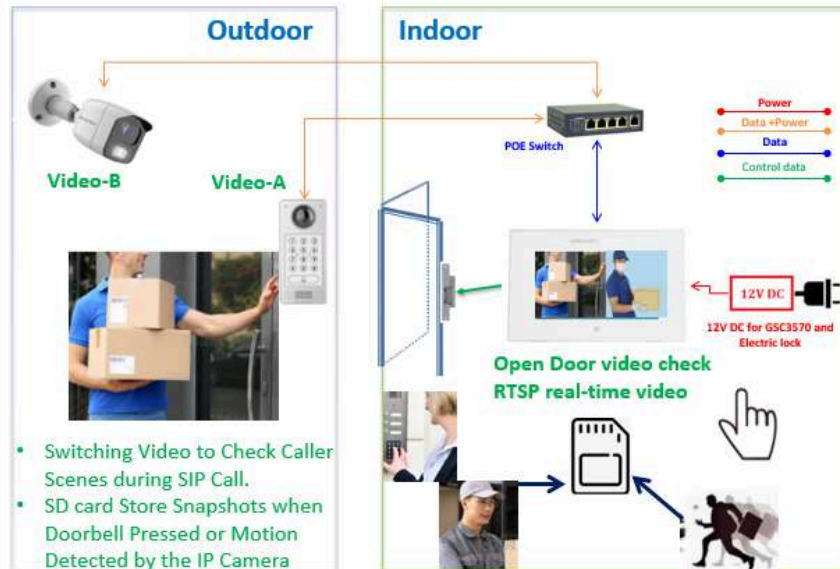 Outdoor
Indoor
POE Switch
Power
Data +Power
Data
Control data
Video-B
Video-A
12V DC
12V DC for GSC3570 and
Electric lock
Open Door video check
RTSP real-time video
• Switching Video to Check Caller
Scenes during SIP Call.
• SD card Store Snapshots when
Doorbell Pressed or Motion
Detected by the IP Camera